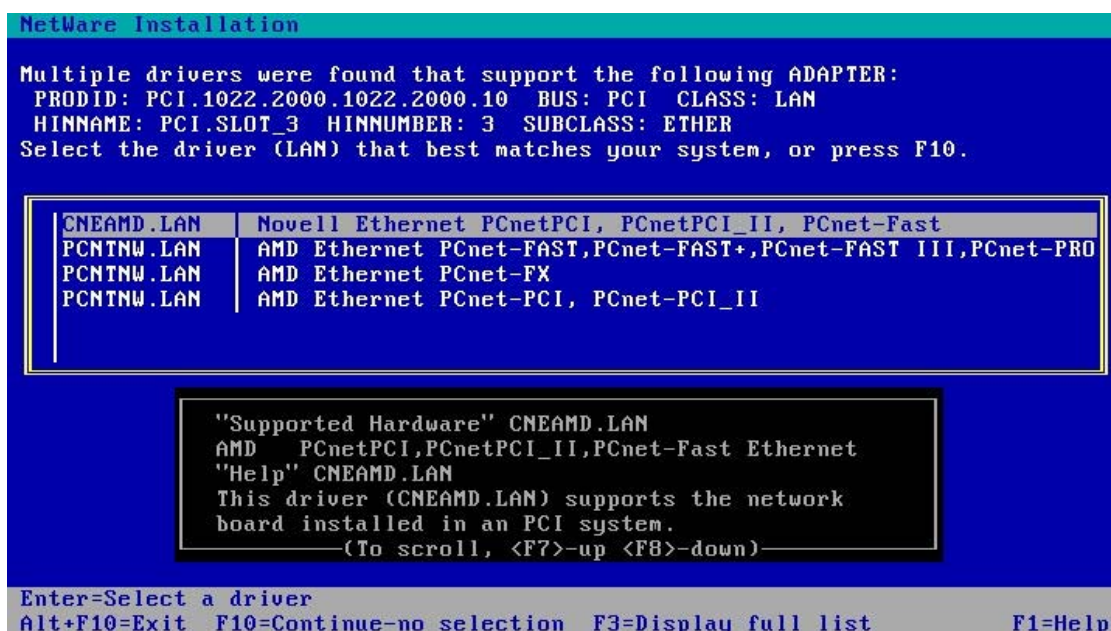 NetWare Installation
Multiple drivers were found that support the following ADAPTER:
PRODID: PCI.1022.2000.1022.2000.10 BUS: PCI CLASS: LAN
HINNAME: PCI.SLOT_3 HINNUMBER: 3 SUBCLASS: ETHER
Select the driver (LAN) that best matches your system, or press F10.
CNEAMD.LAN | Novell Ethernet PCnetPCI, PCnetPCI_II, PCnet-Fast
PCNTNW.LAN | AMD Ethernet PCnet-FAST,PCnet-FAST+,PCnet-FAST III,PCnet-PRO
PCNTNW.LAN | AMD Ethernet PCnet-FX
PCNTNW.LAN | AMD Ethernet PCnet-PCI, PCnet-PCI_II
"Supported Hardware" CNEAMD.LAN
AMD PCnetPCI,PCnetPCI_II,PCnet-Fast Ethernet
"Help" CNEAMD.LAN
This driver (CNEAMD.LAN) supports the network
board installed in an PCI system.
(To scroll, <F7>-up <F8>-down)
Enter=Select a driver
Alt+F10=Exit F10=Continue-no selection F3=Display full list F1=Help